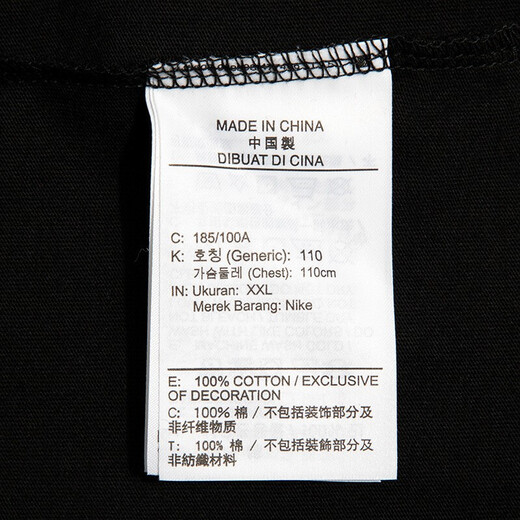 MADE IN CHINA
中国製
DIBUAT DI CINA
C: 185/100A
K: 호칭 (Generic): 110
가슴둘레 (Chest): 110cm
IN: Ukuran: XXL
Merek Barang: Nike
E: 100% COTTON / EXCLUSIVE
OF DECORATION
C: 100% 棉 / 不包括装饰部分及
非纤维物质
T: 100% 棉 / 不包括裝飾部分及
非紡織材料